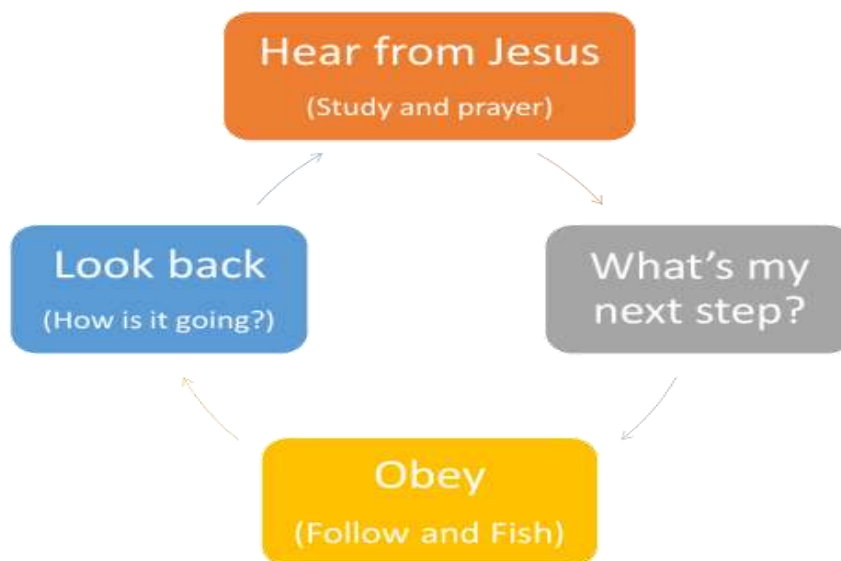 Hear from Jesus
(Study and prayer)
What's my
next step?
Obey
(Follow and Fish)
Look back
(How is it going?)